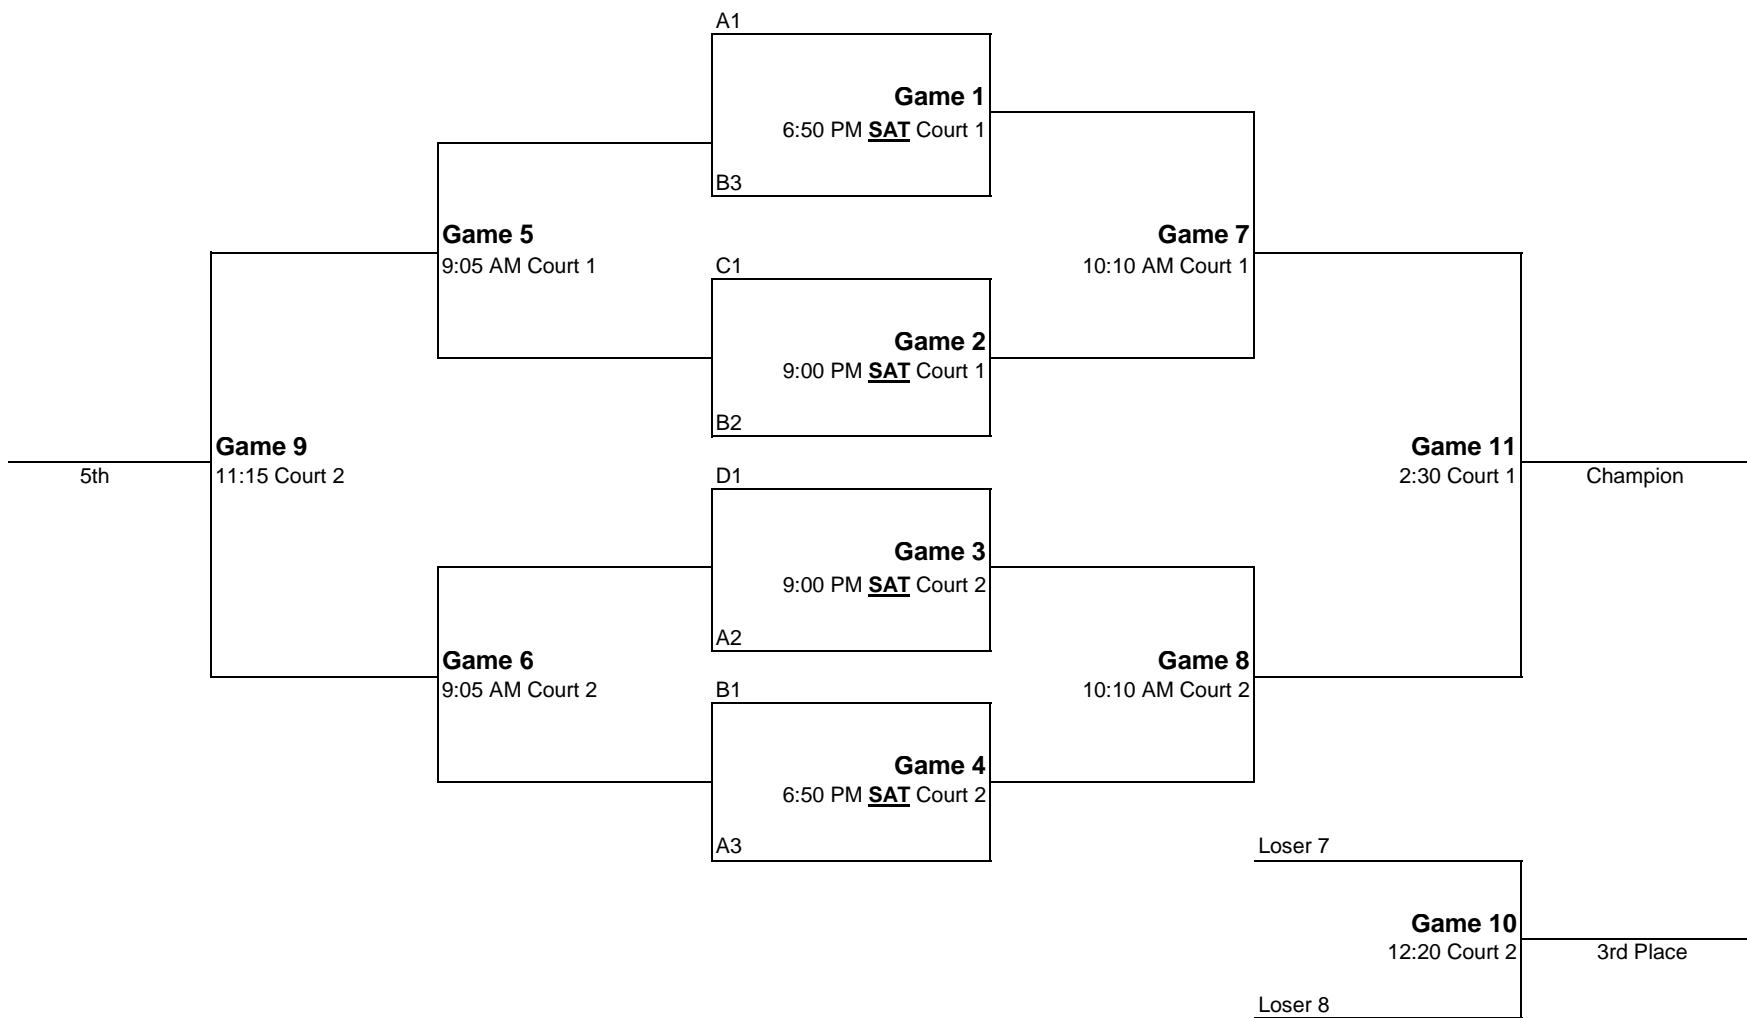 A1
Game 1
6:50 PM SAT Court 1
B3
Game 5
9:05 AM Court 1
Game 7
10:10 AM Court 1
C1
Game 2
9:00 PM SAT Court 1
B2
Game 9
11:15 Court 2
5th
Game 11
2:30 Court 1
Champion
D1
Game 3
9:00 PM SAT Court 2
A2
Game 6
9:05 AM Court 2
Game 8
10:10 AM Court 2
B1
Game 4
6:50 PM SAT Court 2
A3
Loser 7
Game 10
12:20 Court 2
3rd Place
Loser 8